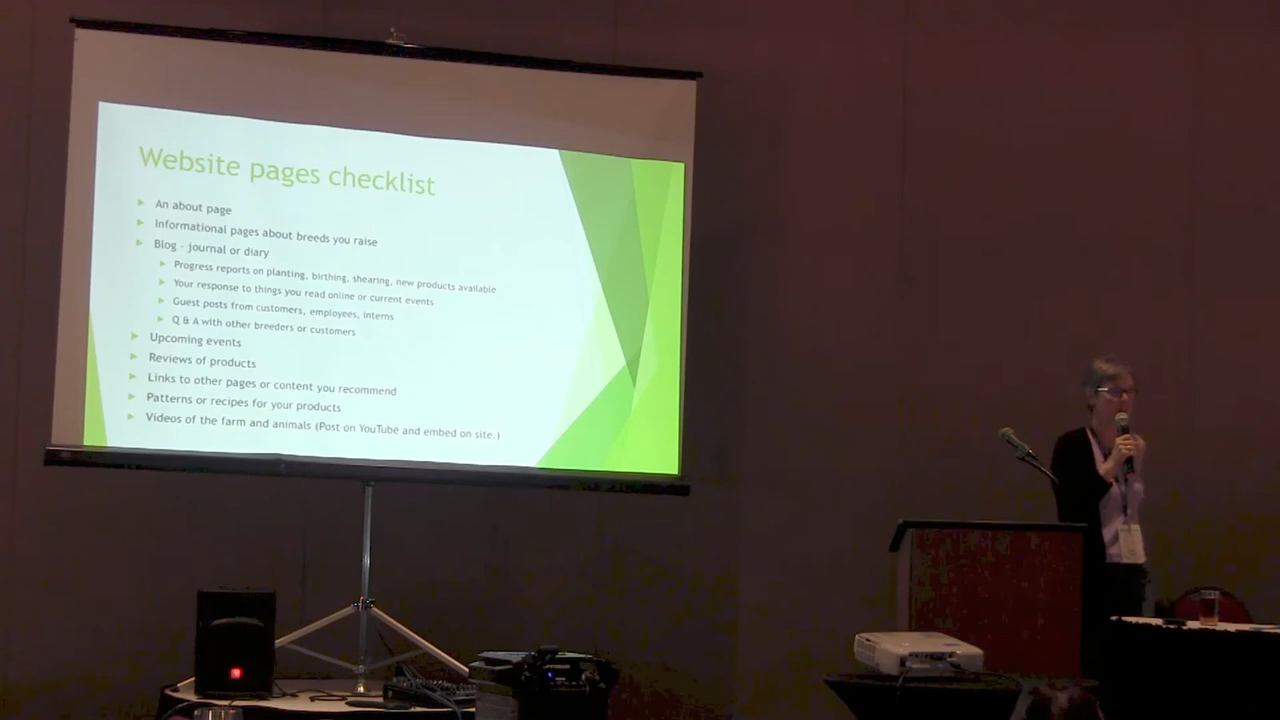 Website pages checklist
An about page
Informational pages about breeds you raise
Blog - journal or diary
Progress reports on planting, birthing, shearing, new products available
Your response to things you read online or current events
Guest posts from customers, employees, interns
Q & A with other breeders or customers
Upcoming events
Reviews of products
Links to other pages or content you recommend
Patterns or recipes for your products
Videos of the farm and animals (Post on YouTube and embed on site.)